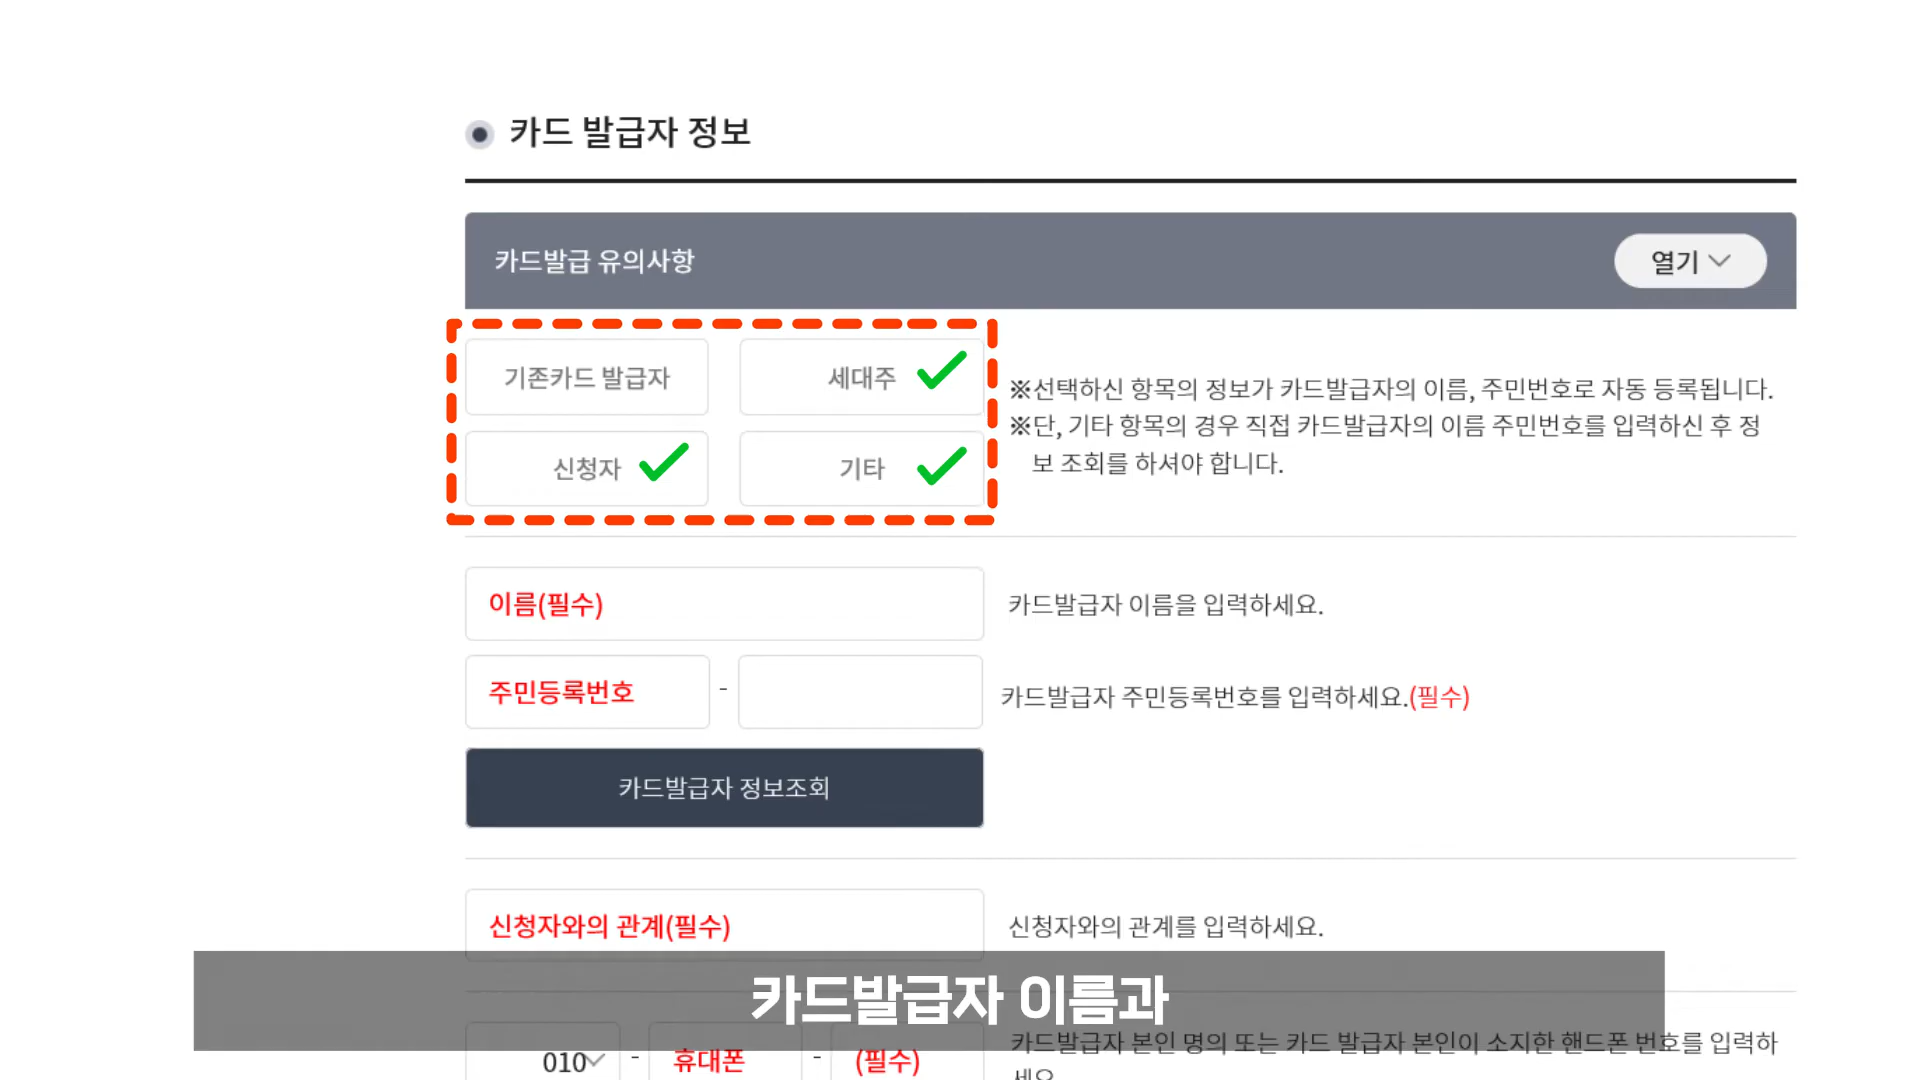 카드 발급자 정보
카드발급 유의사항
열기
기존카드 발급자
세대주
신청자
기타
※선택하신 항목의 정보가 카드발급자의 이름, 주민번호로 자동 등록됩니다.
※단, 기타 항목의 경우 직접 카드발급자의 이름 주민번호를 입력하신 후 정
보 조회를 하셔야 합니다.
이름(필수)
카드발급자 이름을 입력하세요.
주민등록번호
-
카드발급자 주민등록번호를 입력하세요.(필수)
카드발급자 정보조회
신청자와의 관계(필수)
신청자와의 관계를 입력하세요.
카드발급자 이름과
010 - 휴대폰 - (필수)
카드발급자 본인 명의 또는 카드 발급자 본인이 소지한 핸드폰 번호를 입력하
세요